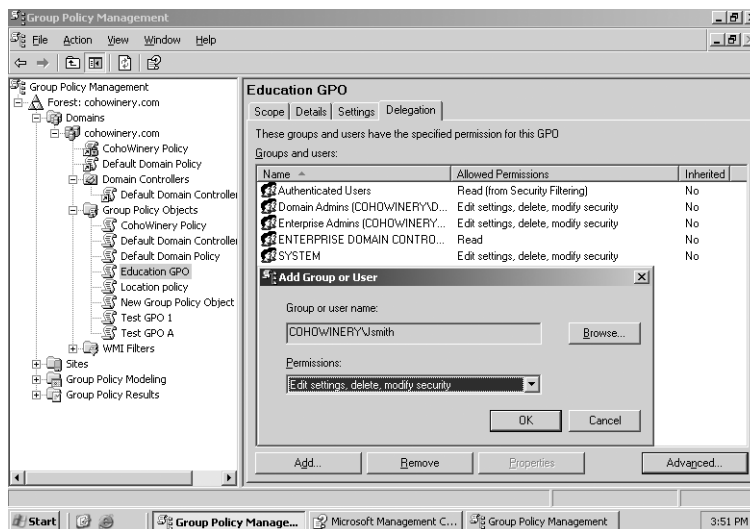 Group Policy Management
File Action View Window Help
Group Policy Management
Forest: cohowinery.com
Domains
cohowinery.com
CohoWinery Policy
Default Domain Policy
Domain Controllers
Default Domain Controller
Group Policy Objects
CohoWinery Policy
Default Domain Controller
Default Domain Policy
Education GPO
Location policy
New Group Policy Object
Test GPO 1
Test GPO A
WMI Filters
Sites
Group Policy Modeling
Group Policy Results
Education GPO
Scope Details Settings Delegation
These groups and users have the specified permission for this GPO
Groups and users:
Name Allowed Permissions Inherited
Authenticated Users Read (from Security Filtering) No
Domain Admins (COHOWINERY\D... Edit settings, delete, modify security No
Enterprise Admins (COHOWINERY... Edit settings, delete, modify security No
ENTERPRISE DOMAIN CONTRO... Read No
SYSTEM Edit settings, delete, modify security No
Add Group or User
Group or user name:
COHOWINERY\Jsmith
Browse...
Permissions:
Edit settings, delete, modify security
OK Cancel
Add... Remove Properties Advanced...
Start Group Policy Manage... Microsoft Management C... Group Policy Management 3:51 PM